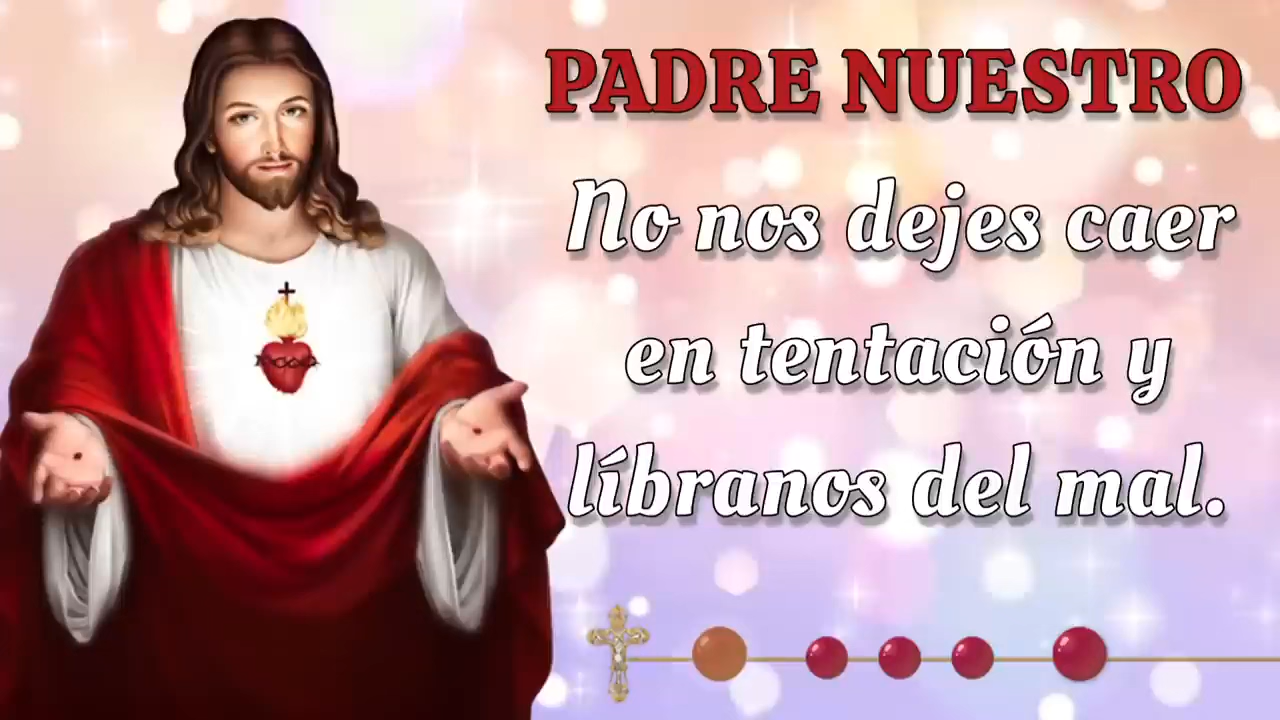 PADRE NUESTRO
No nos dejes caer
en tentación y
líbranos del mal.